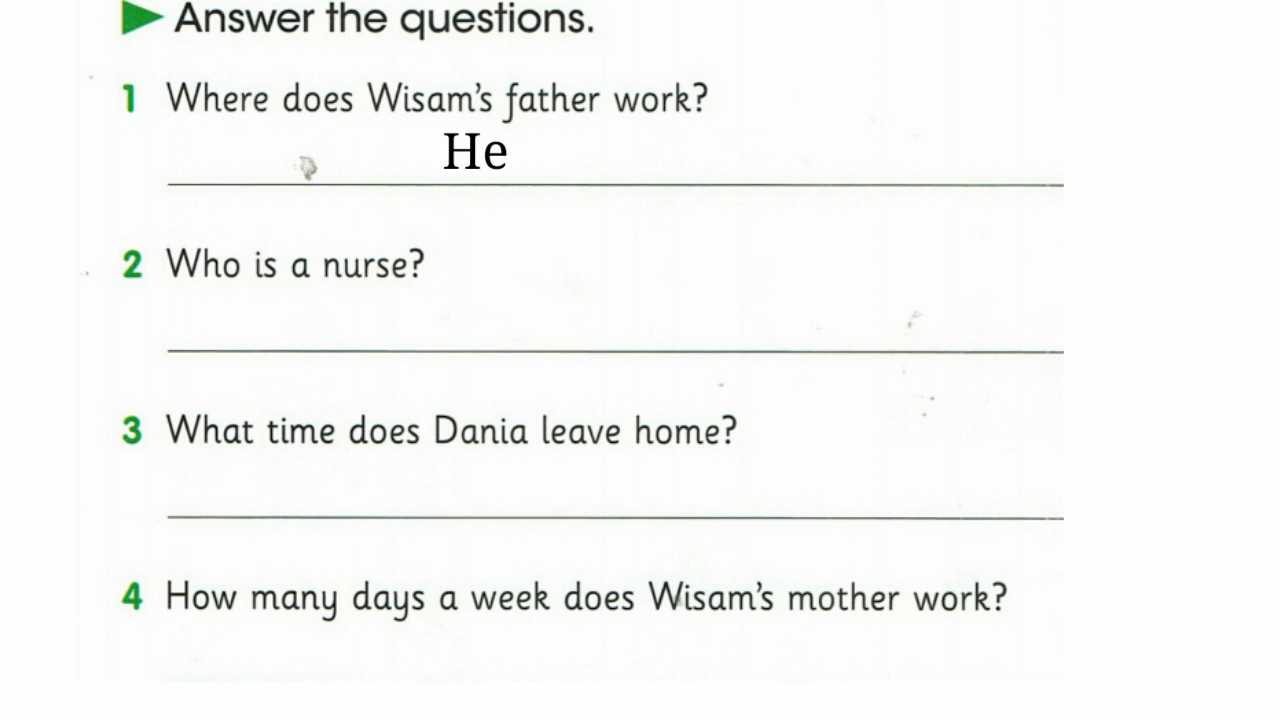 Answer the questions.
1 Where does Wisam's father work?
He
2 Who is a nurse?
3 What time does Dania leave home?
4 How many days a week does Wisam's mother work?